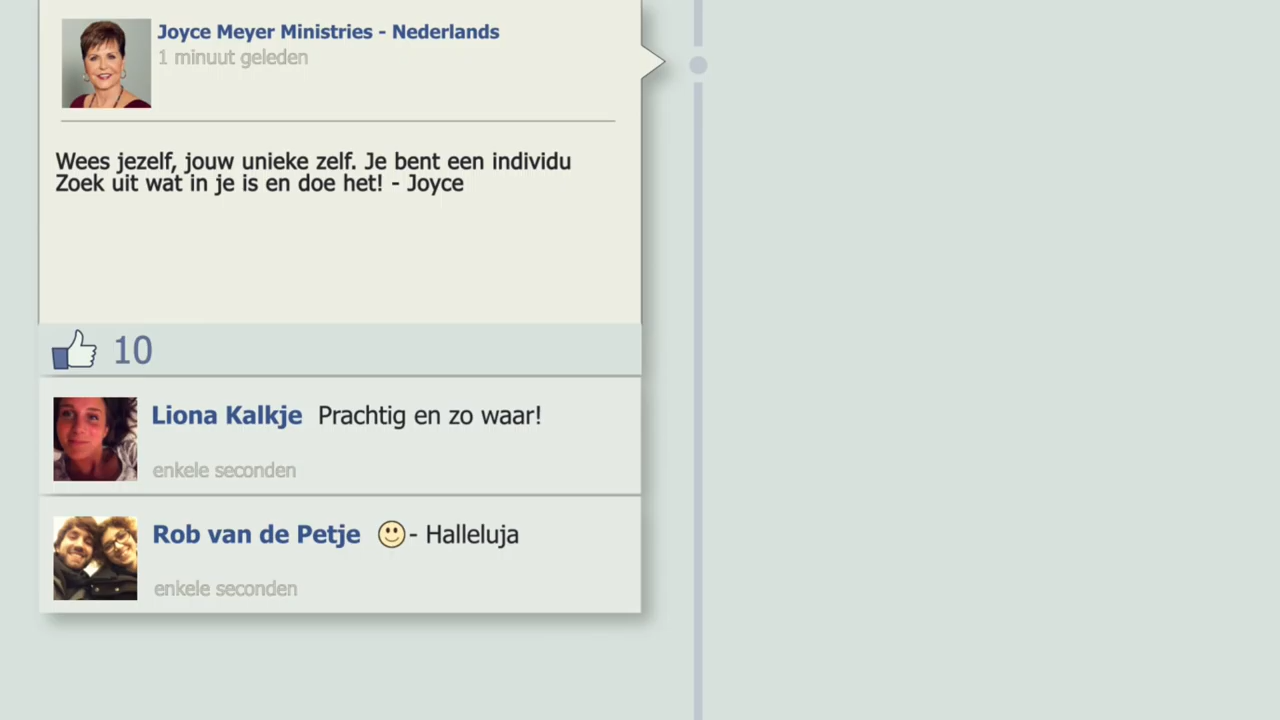 Joyce Meyer Ministries - Nederlands
1 minuut geleden
Wees jezelf, jouw unieke zelf. Je bent een individu
Zoek uit wat in je is en doe het! - Joyce
10
Liona Kalkje Prachtig en zo waar!
enkele seconden
Rob van de Petje - Halleluja
enkele seconden